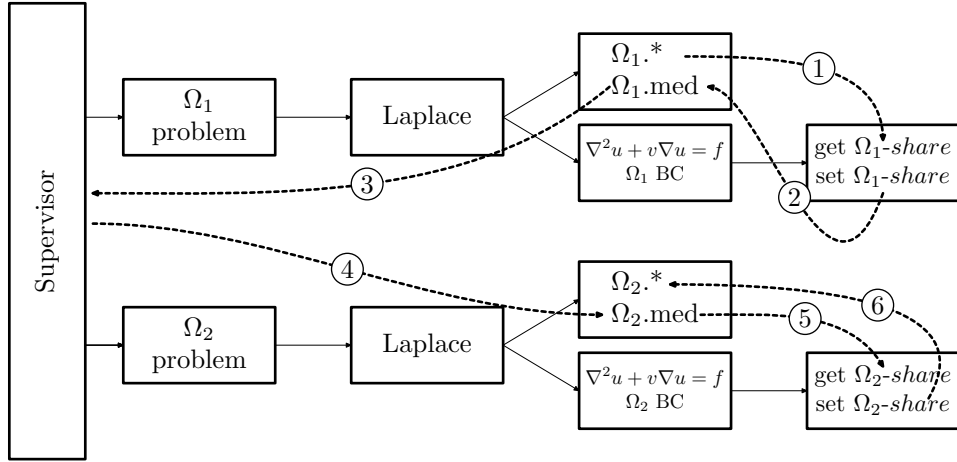 Supervisor
Ω₁
problem
Laplace
Ω₁.*
Ω₁.med
∇²u + v∇u = f
Ω₁ BC
get Ω₁-share
set Ω₁-share
1
2
3
4
Ω₂
problem
Laplace
Ω₂.*
Ω₂.med
∇²u + v∇u = f
Ω₂ BC
get Ω₂-share
set Ω₂-share
5
6